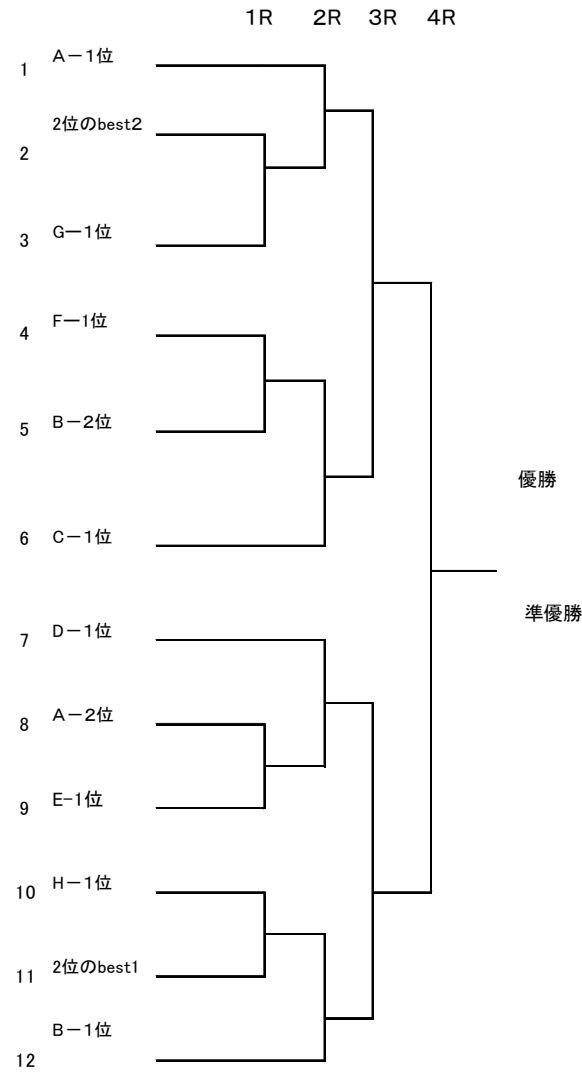 1R 2R 3R 4R
1 A－1位
2 2位のbest2
3 G－1位
4 F－1位
5 B－2位
優勝
6 C－1位
準優勝
7 D－1位
8 A－2位
9 E-1位
10 H－1位
11 2位のbest1
12 B－1位